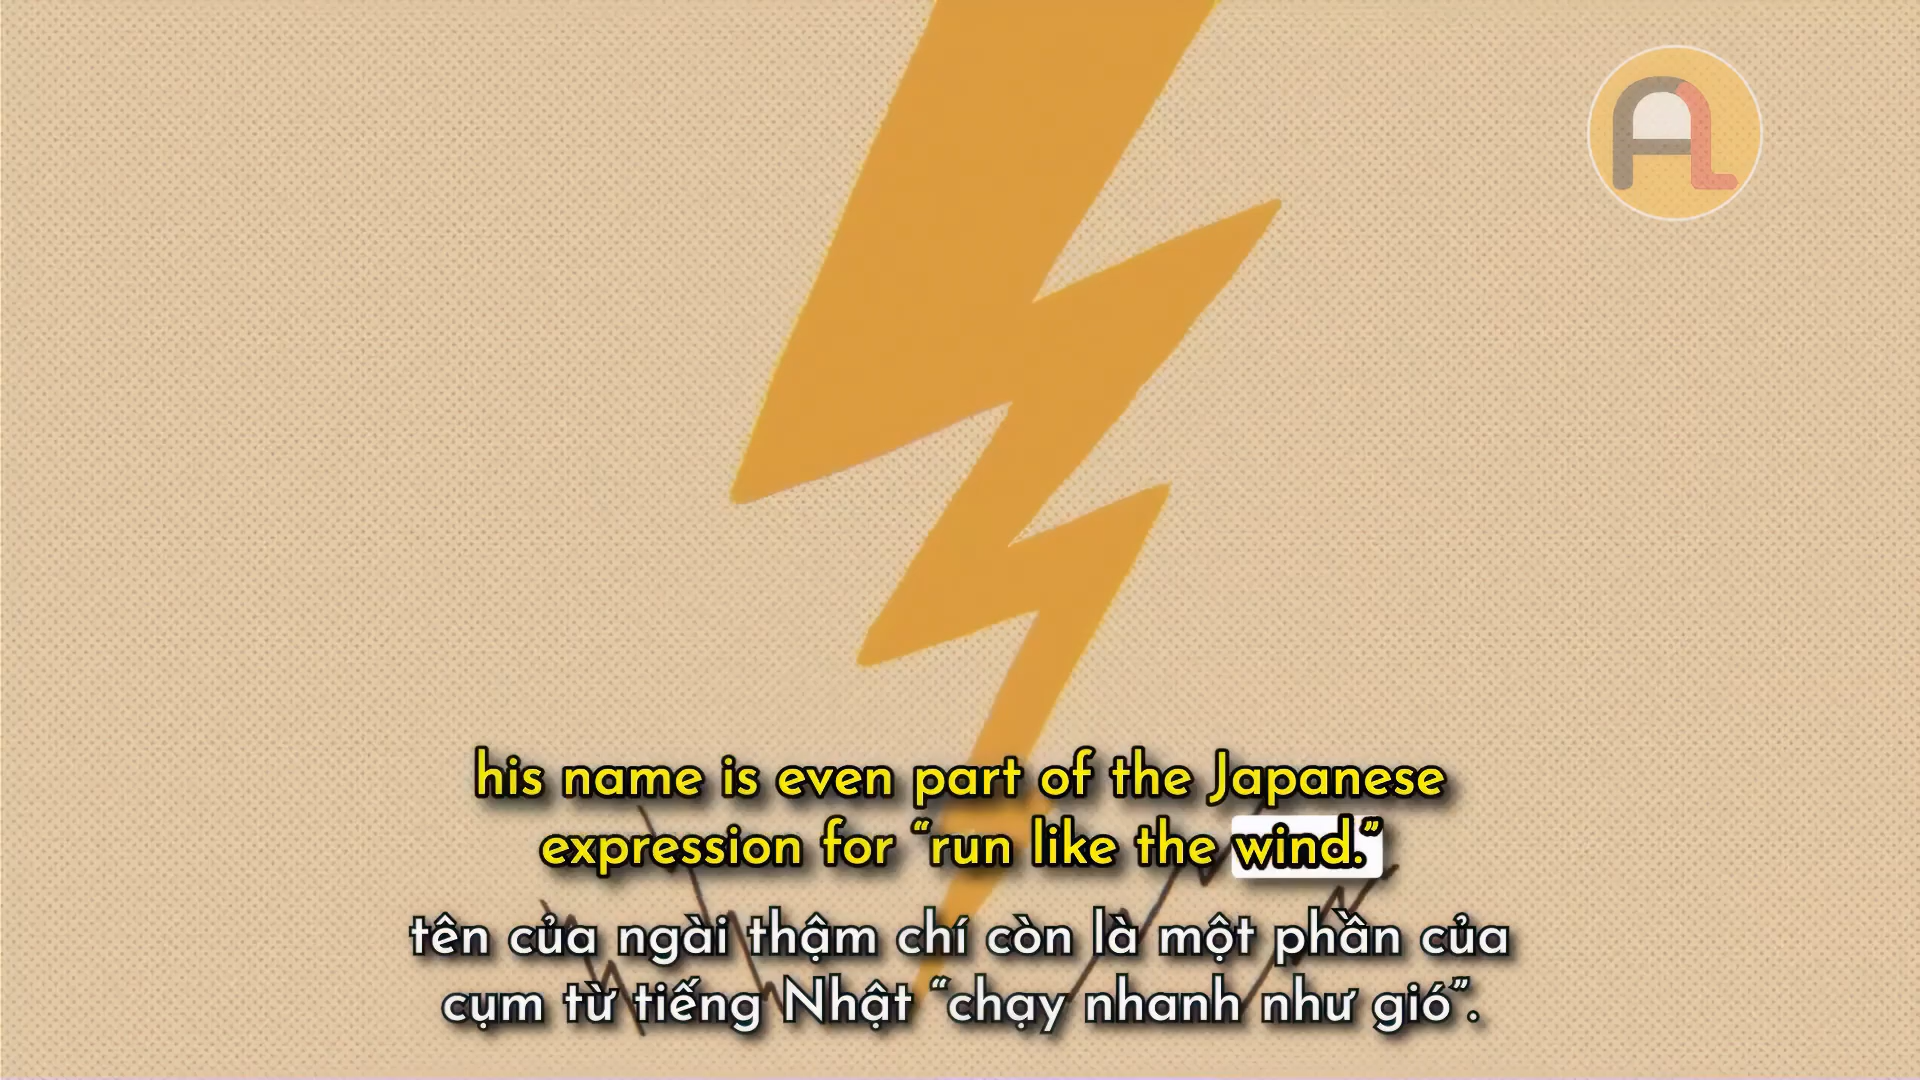 AL
his name is even part of the Japanese
expression for “run like the wind.”
tên của ngài thậm chí còn là một phần của
cụm từ tiếng Nhật “chạy nhanh như gió”.